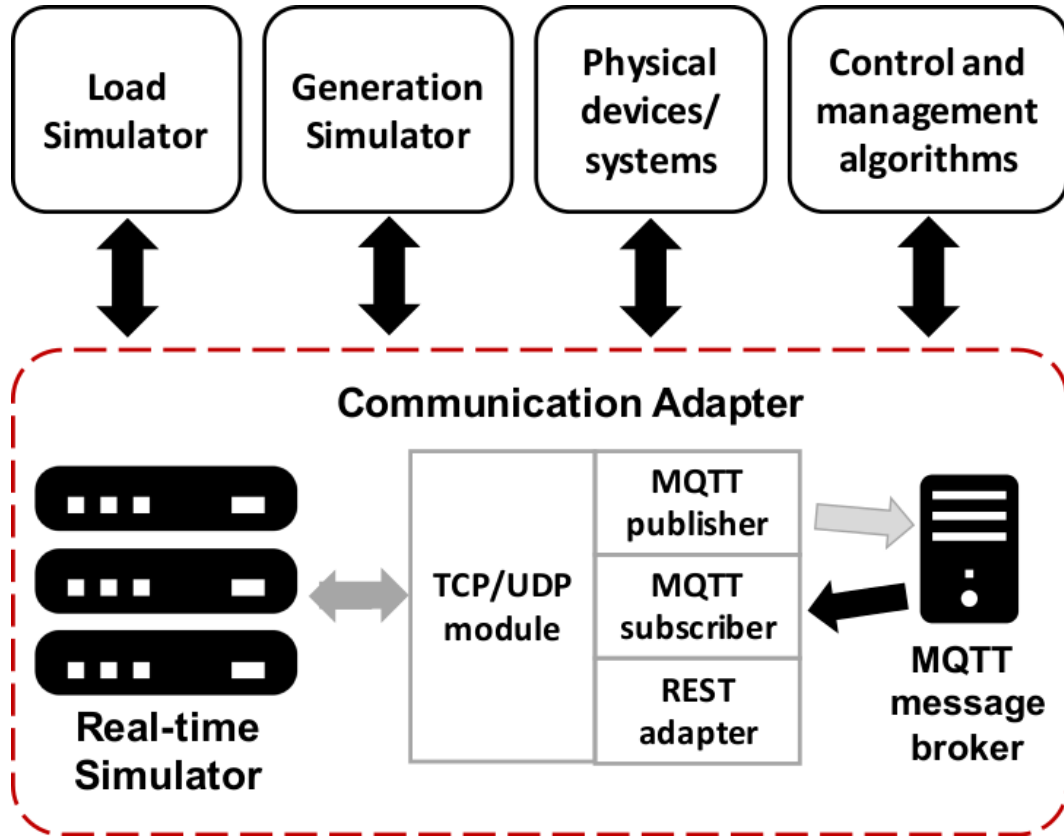 Load
Simulator
Generation
Simulator
Physical
devices/
systems
Control and
management
algorithms
Communication Adapter
Real-time
Simulator
TCP/UDP
module
MQTT
publisher
MQTT
subscriber
REST
adapter
MQTT
message
broker